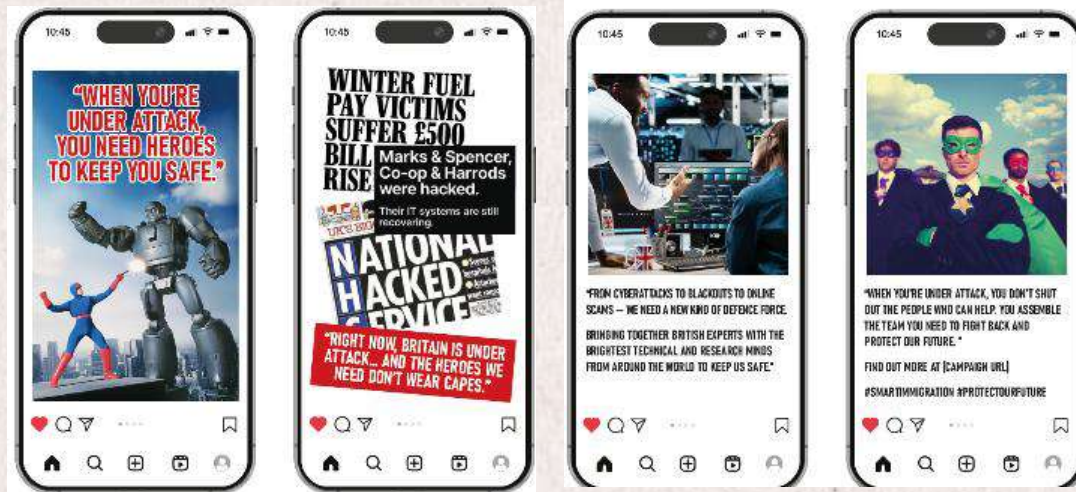 10:45
“WHEN YOU’RE
UNDER ATTACK,
YOU NEED HEROES
TO KEEP YOU SAFE.”
10:45
WINTER FUEL
PAY VICTIMS
SUFFER £500
BILL
RISE
Marks & Spencer,
Co-op & Harrods
were hacked.
Their IT systems are still
recovering.
NATIONAL
HACKED
SERVICE
“RIGHT NOW, BRITAIN IS UNDER
ATTACK... AND THE HEROES WE
NEED DON’T WEAR CAPES.”
10:45
“FROM CYBERATTACKS TO BLACKOUTS TO ONLINE
SCAMS – WE NEED A NEW KIND OF DEFENCE FORCE.
BRINGING TOGETHER BRITISH EXPERTS WITH THE
BRIGHTEST TECHNICAL AND RESEARCH MINDS
FROM AROUND THE WORLD TO KEEP US SAFE.”
10:45
“WHEN YOU’RE UNDER ATTACK, YOU DON’T SHUT
OUT THE PEOPLE WHO CAN HELP. YOU ASSEMBLE
THE TEAM YOU NEED TO FIGHT BACK AND
PROTECT OUR FUTURE. ”
FIND OUT MORE AT [CAMPAIGN URL]
#SMARTIMMIGRATION #PROTECTOURFUTURE